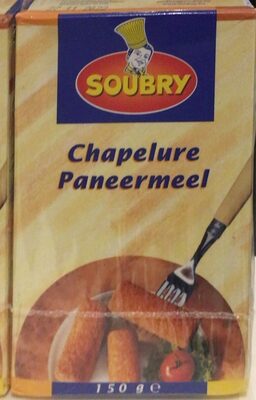 SOUBRY
Chapelure
Paneermeel
150 g ℮